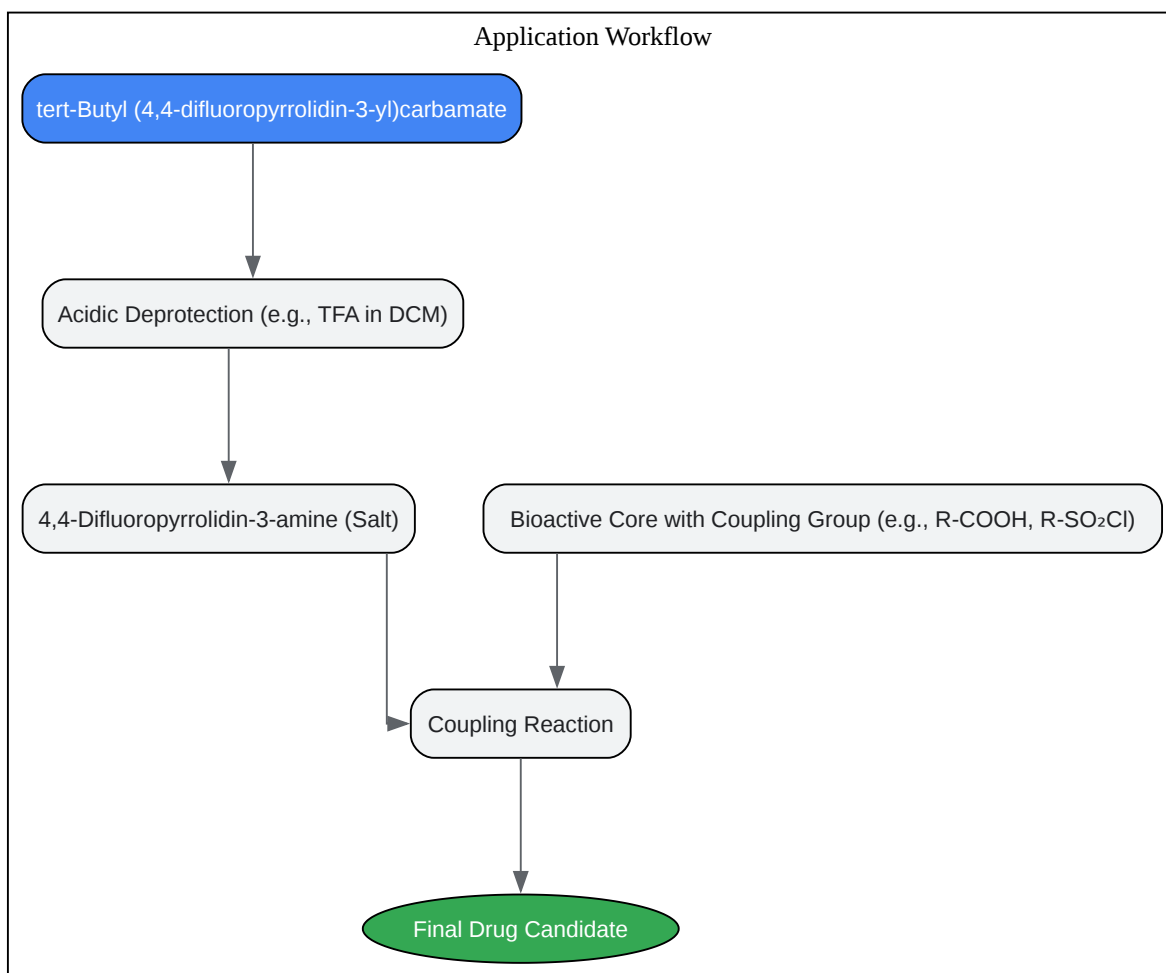 Application Workflow
tert-Butyl (4,4-difluoropyrrolidin-3-yl)carbamate
Acidic Deprotection (e.g., TFA in DCM)
4,4-Difluoropyrrolidin-3-amine (Salt)
Bioactive Core with Coupling Group (e.g., R-COOH, R-SO₂Cl)
Coupling Reaction
Final Drug Candidate